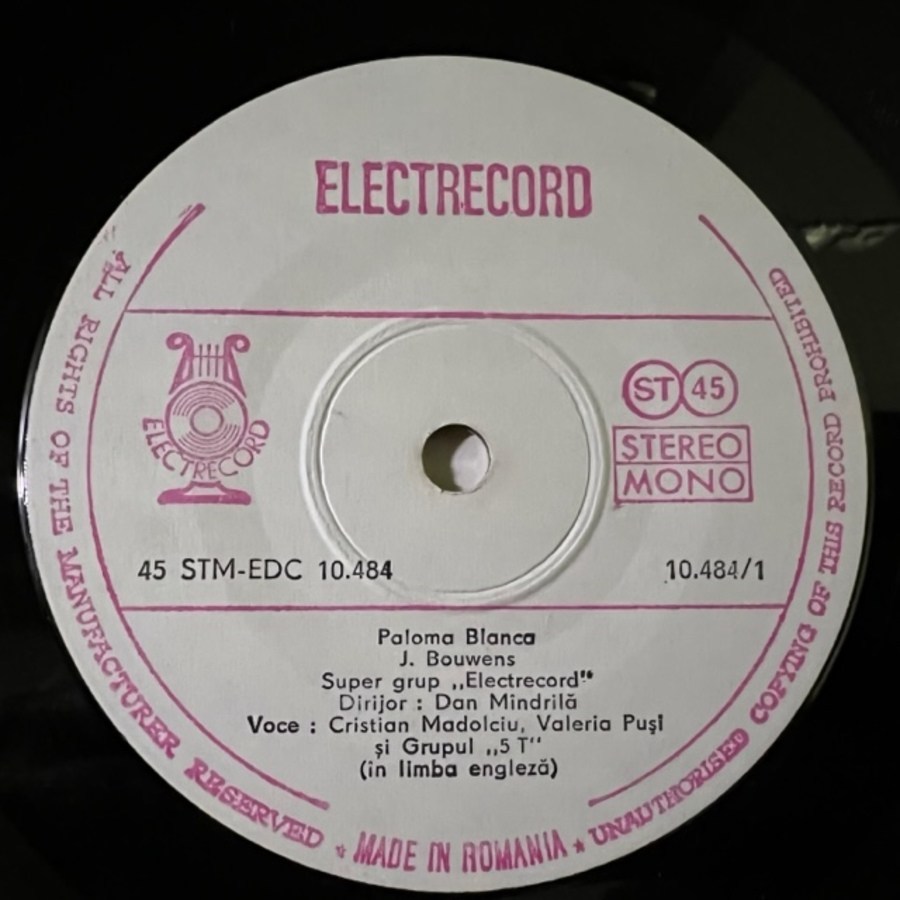 ELECTRECORD
ELECTRECORD
ST 45
STEREO
MONO
45 STM-EDC 10.484
10.484/1
Paloma Blanca
J. Bouwens
Super grup „Electrecord"
Dirijor : Dan Mindrilă
Voce : Cristian Madolciu, Valeria Puşi
şi Grupul „5 T"
(in limba engleză)
ALL RIGHTS OF THE MANUFACTURER RESERVED ★ MADE IN ROMANIA ★ UNAUTHORISED COPYING OF THIS RECORD PROHIBITED